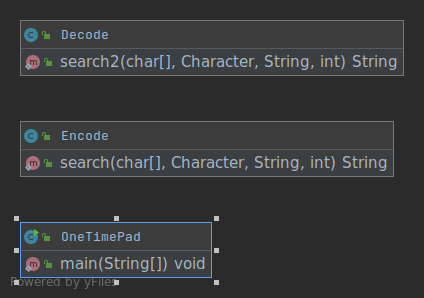 Decode
search2(char[], Character, String, int) String
Encode
search(char[], Character, String, int) String
OneTimePad
main(String[]) void
Powered by yFiles